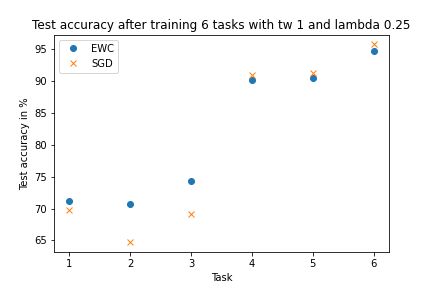 Test accuracy after training 6 tasks with tw 1 and lambda 0.25
EWC
SGD
95
90
85
80
75
70
65
Test accuracy in %
1 2 3 4 5 6
Task